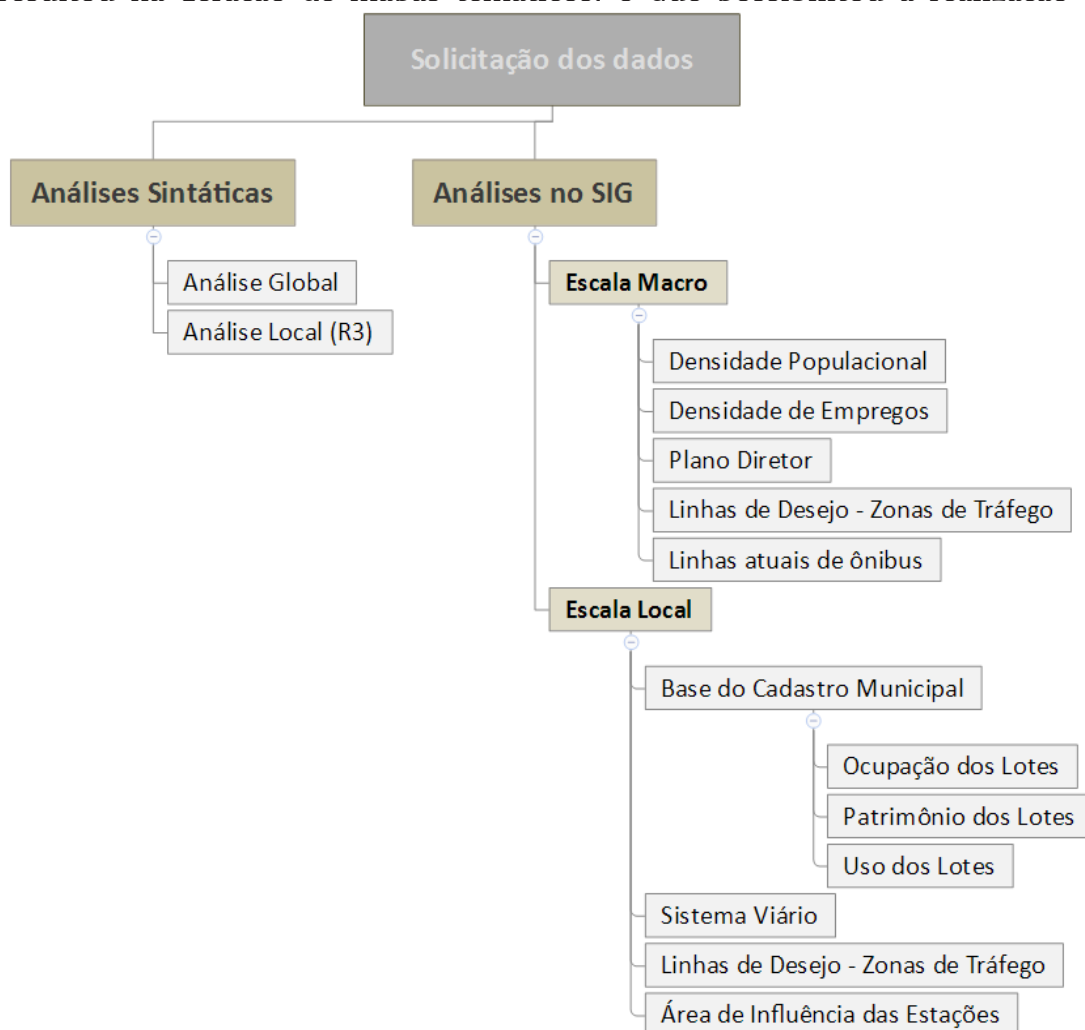 Solicitação dos dados
Análises Sintáticas
Análises no SIG
Análise Global
Análise Local (R3)
Escala Macro
Densidade Populacional
Densidade de Empregos
Plano Diretor
Linhas de Desejo - Zonas de Tráfego
Linhas atuais de ônibus
Escala Local
Base do Cadastro Municipal
Ocupação dos Lotes
Patrimônio dos Lotes
Uso dos Lotes
Sistema Viário
Linhas de Desejo - Zonas de Tráfego
Área de Influência das Estações